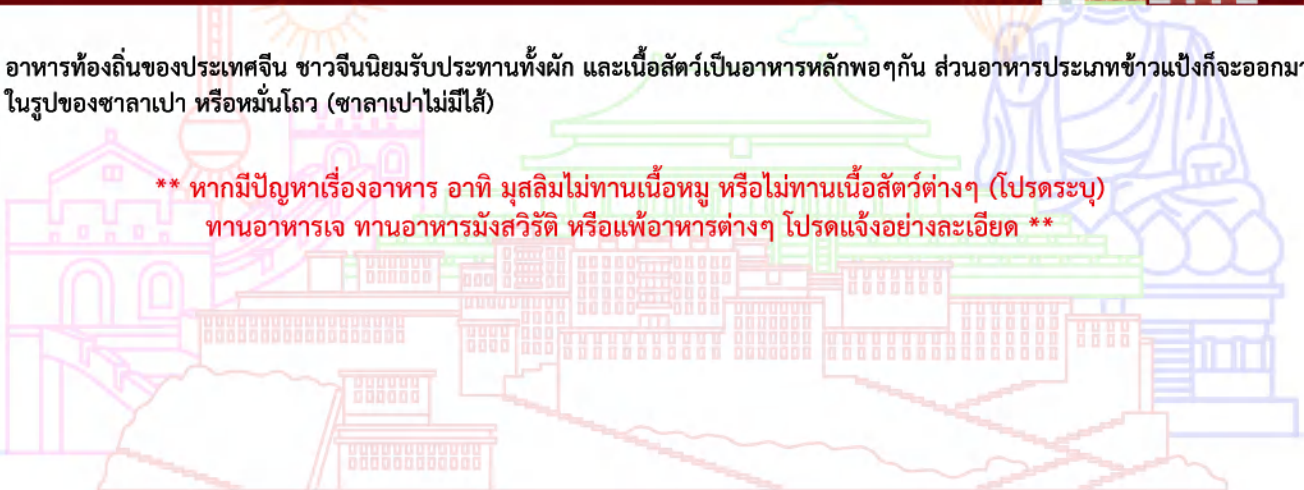 อาหารท้องถิ่นของประเทศจีน ชาวจีนนิยมรับประทานทั้งผัก และเนื้อสัตว์เป็นอาหารหลักพอๆกัน ส่วนอาหารประเภทข้าวแป้งก็จะออกมา
ในรูปของซาลาเปา หรือหมั่นโถว (ซาลาเปาไม่มีไส้)
** หากมีปัญหาเรื่องอาหาร อาทิ มุสลิมไม่ทานเนื้อหมู หรือไม่ทานเนื้อสัตว์ต่างๆ (โปรดระบุ)
ทานอาหารเจ ทานอาหารมังสวิรัติ หรือแพ้อาหารต่างๆ โปรดแจ้งอย่างละเอียด **